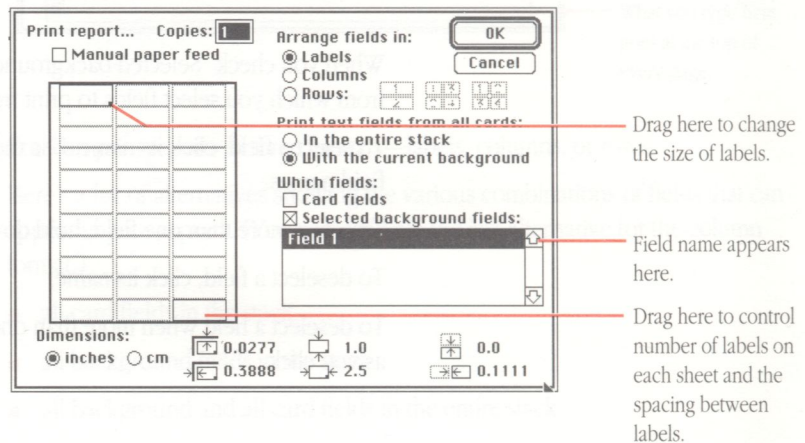 Print report... Copies: 1
Manual paper feed
Arrange fields in:
Labels
Columns
Rows:
OK
Cancel
Print text fields from all cards:
In the entire stack
With the current background
Which fields:
Card fields
Selected background fields:
Field 1
Dimensions:
inches cm
0.0277 1.0 0.0
0.3888 2.5 0.1111
Drag here to change
the size of labels.
Field name appears
here.
Drag here to control
number of labels on
each sheet and the
spacing between
labels.